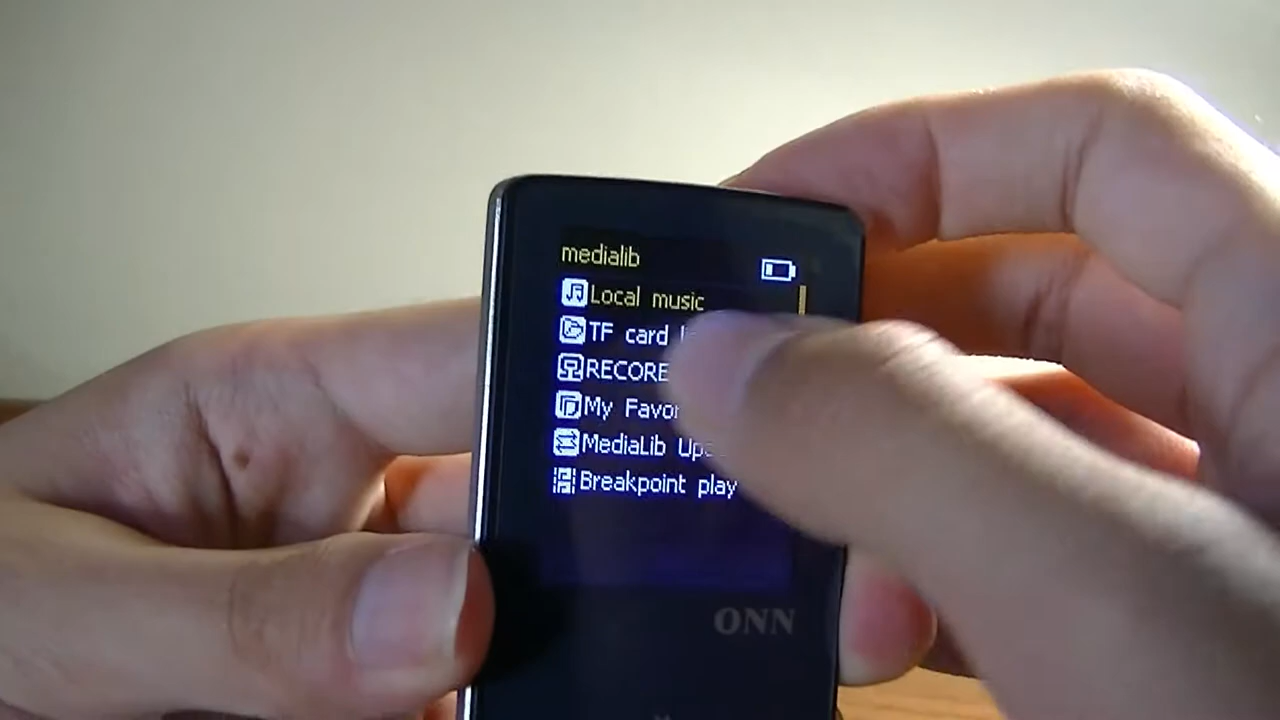 medialib
Local music
TF card
RECORE
My Favor
MediaLib Up
Breakpoint play
ONN